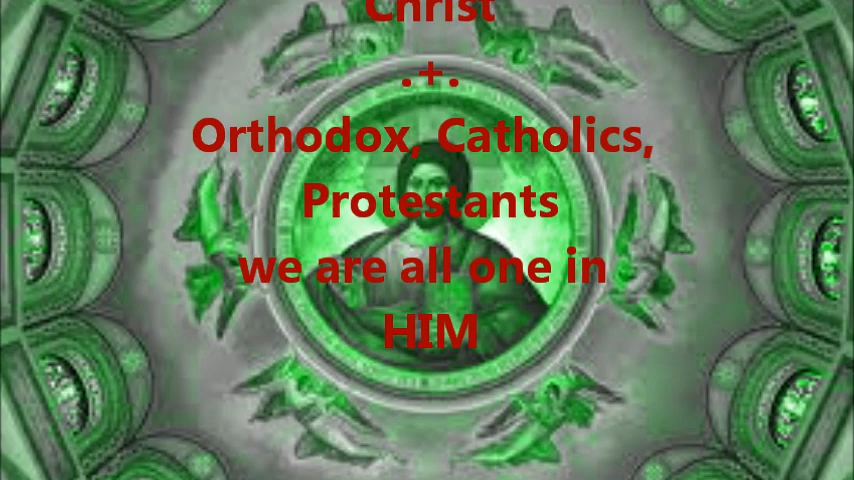 Christ
.+.
Orthodox, Catholics,
Protestants
we are all one in
HIM